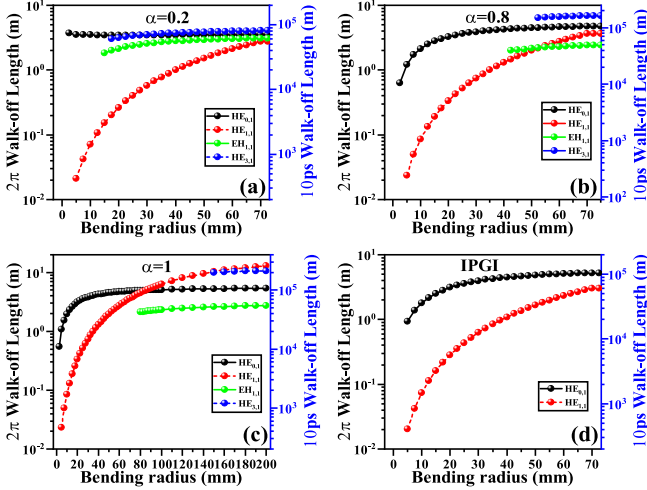 α=0.2
2π Walk-off Length (m)
10¹
10⁰
10⁻¹
10⁻²
10ps Walk-off Length (m)
10⁵
10⁴
10³
HE₀,₁
HE₁,₁
EH₁,₁
HE₃,₁
(a)
0 10 20 30 40 50 60 70
Bending radius (mm)
α=0.8
2π Walk-off Length (m)
10¹
10⁰
10⁻¹
10⁻²
10ps Walk-off Length (m)
10⁵
10⁴
10³
10²
HE₀,₁
HE₁,₁
EH₁,₁
HE₃,₁
(b)
0 10 20 30 40 50 60 70
Bending radius (mm)
α=1
2π Walk-off Length (m)
10¹
10⁰
10⁻¹
10⁻²
10ps Walk-off Length (m)
10⁵
10⁴
10³
HE₀,₁
HE₁,₁
EH₁,₁
HE₃,₁
(c)
0 20 40 60 80 100 120 140 160 180 200
Bending radius (mm)
IPGI
2π Walk-off Length (m)
10¹
10⁰
10⁻¹
10⁻²
10ps Walk-off Length (m)
10⁵
10⁴
10³
HE₀,₁
HE₁,₁
(d)
0 10 20 30 40 50 60 70
Bending radius (mm)